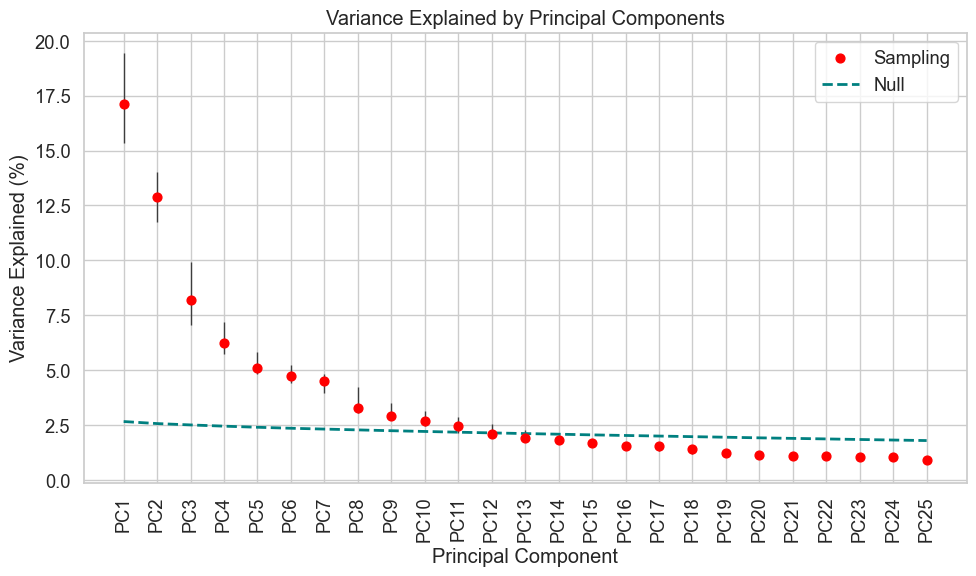 Variance Explained by Principal Components
Variance Explained (%)
20.0
17.5
15.0
12.5
10.0
7.5
5.0
2.5
0.0
Sampling
Null
PC1
PC2
PC3
PC4
PC5
PC6
PC7
PC8
PC9
PC10
PC11
PC12
PC13
PC14
PC15
PC16
PC17
PC18
PC19
PC20
PC21
PC22
PC23
PC24
PC25
Principal Component